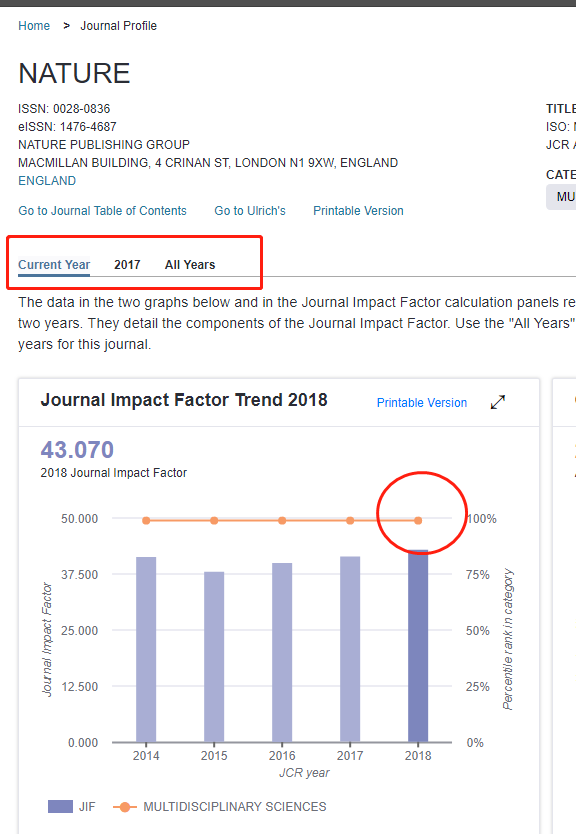 Home > Journal Profile
NATURE
ISSN: 0028-0836
eISSN: 1476-4687
NATURE PUBLISHING GROUP
MACMILLAN BUILDING, 4 CRINAN ST, LONDON N1 9XW, ENGLAND
ENGLAND
Go to Journal Table of Contents Go to Ulrich's Printable Version
TITLE
ISO:
JCR A
CATE
MU
Current Year 2017 All Years
The data in the two graphs below and in the Journal Impact Factor calculation panels re
two years. They detail the components of the Journal Impact Factor. Use the "All Years"
years for this journal.
Journal Impact Factor Trend 2018 Printable Version
43.070
2018 Journal Impact Factor
50.000
37.500
25.000
12.500
0.000
Journal Impact Factor
100%
75%
50%
25%
0%
Percentile rank in category
2014 2015 2016 2017 2018
JCR year
JIF MULTIDISCIPLINARY SCIENCES